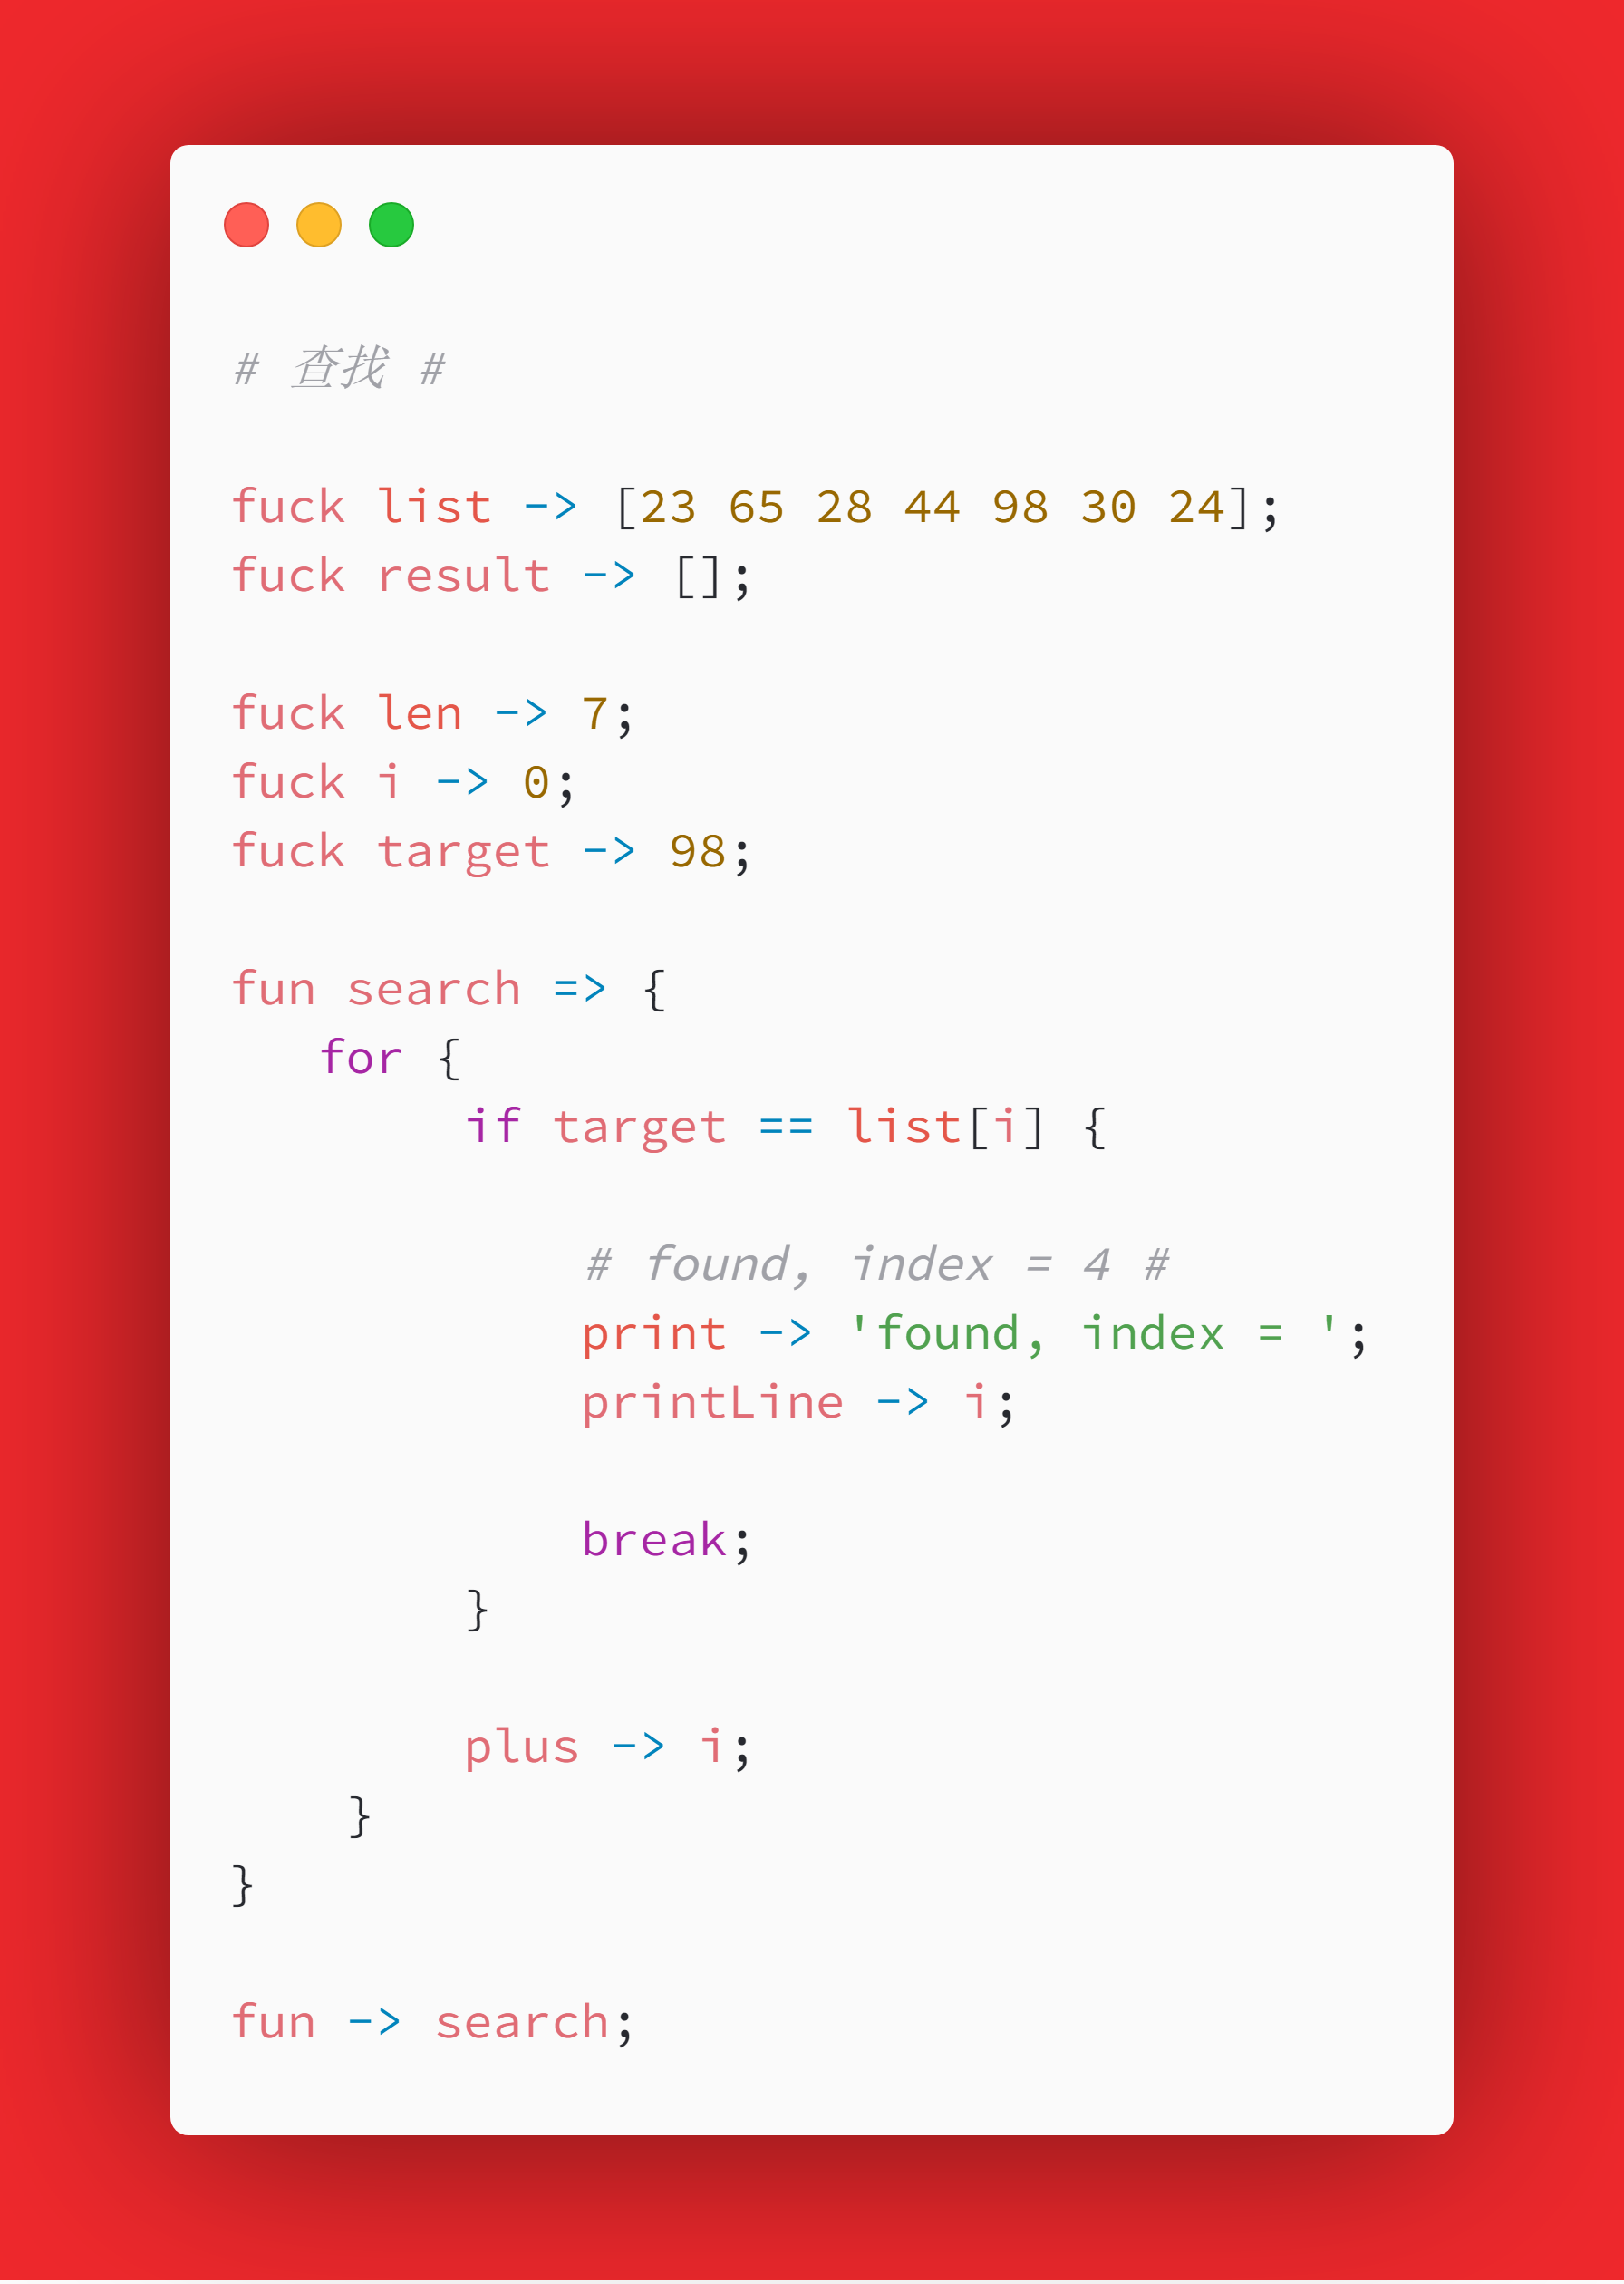 # 查找 #
fuck list -> [23 65 28 44 98 30 24];
fuck result -> [];
fuck len -> 7;
fuck i -> 0;
fuck target -> 98;
fun search => {
for {
if target == list[i] {
# found, index = 4 #
print -> 'found, index = ';
printLine -> i;
break;
}
plus -> i;
}
}
fun -> search;